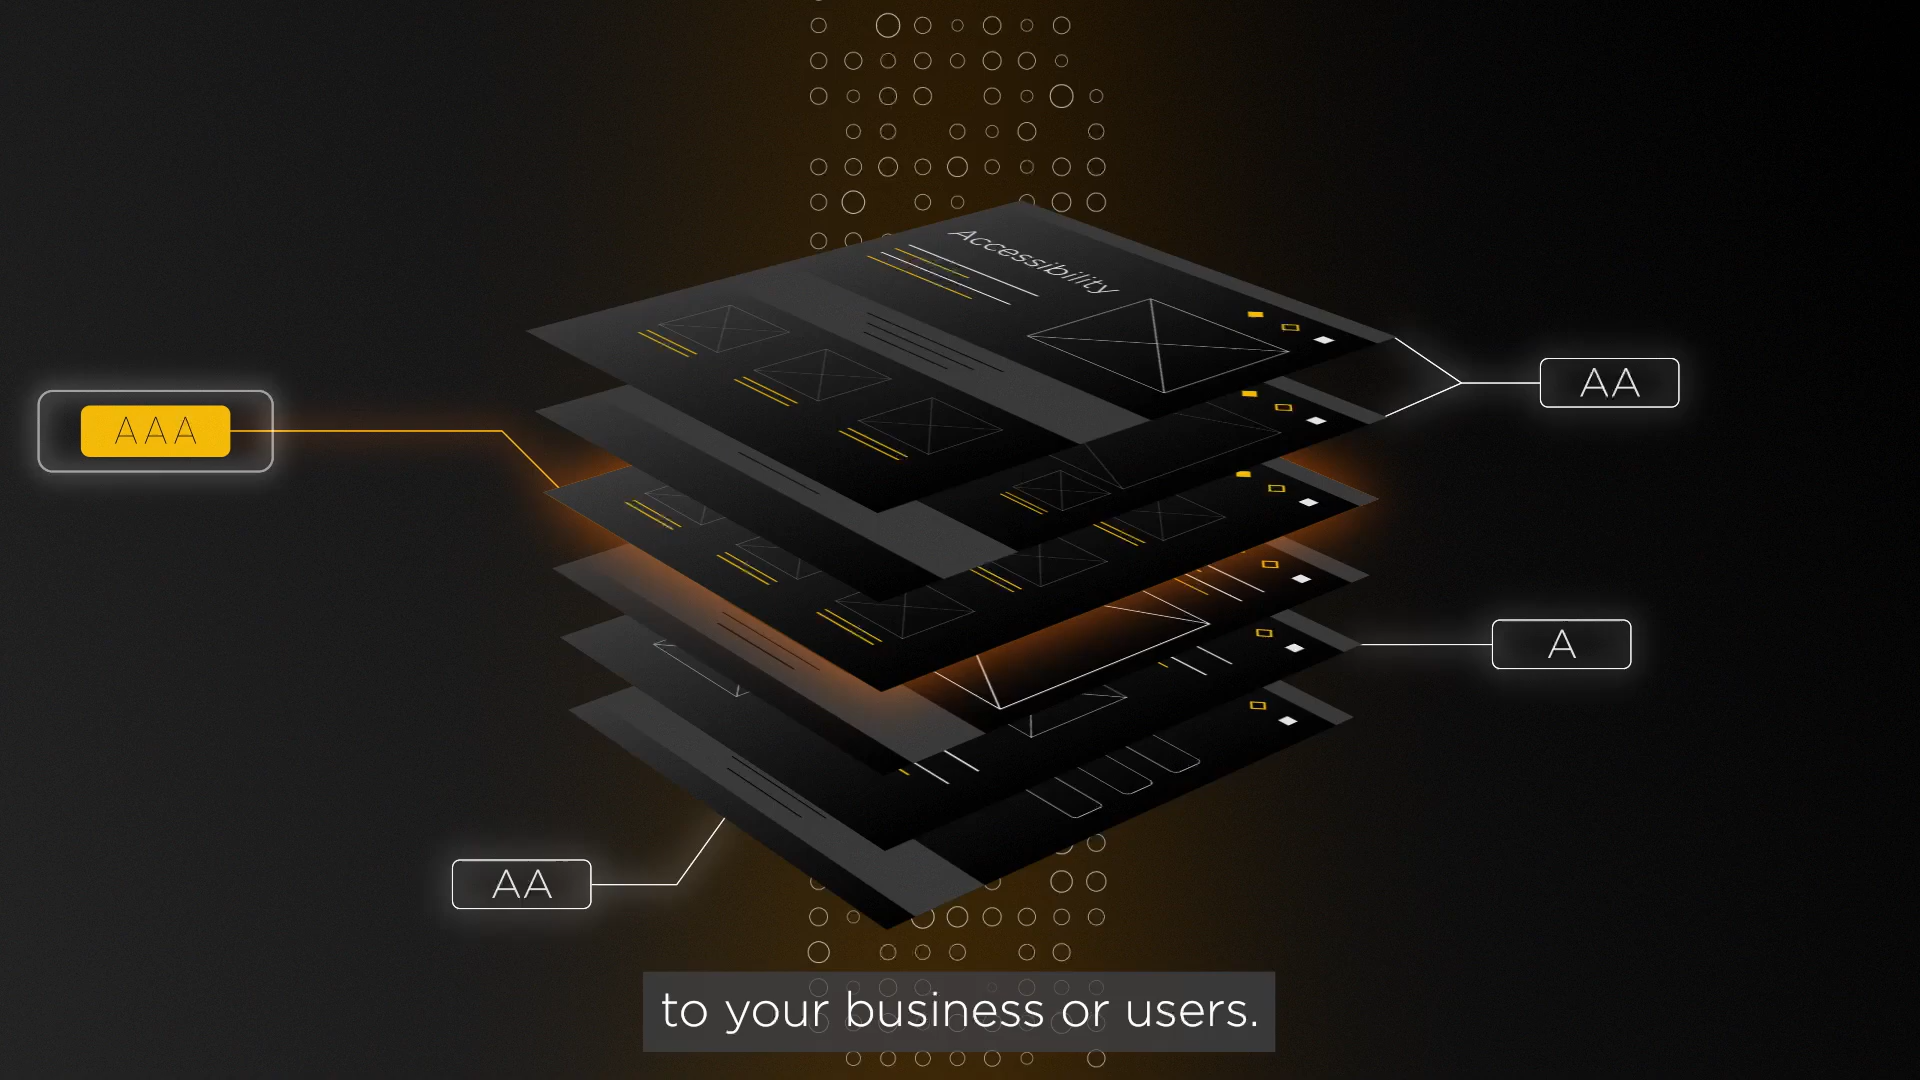 Accessibility
AA
AAA
A
AA
to your business or users.